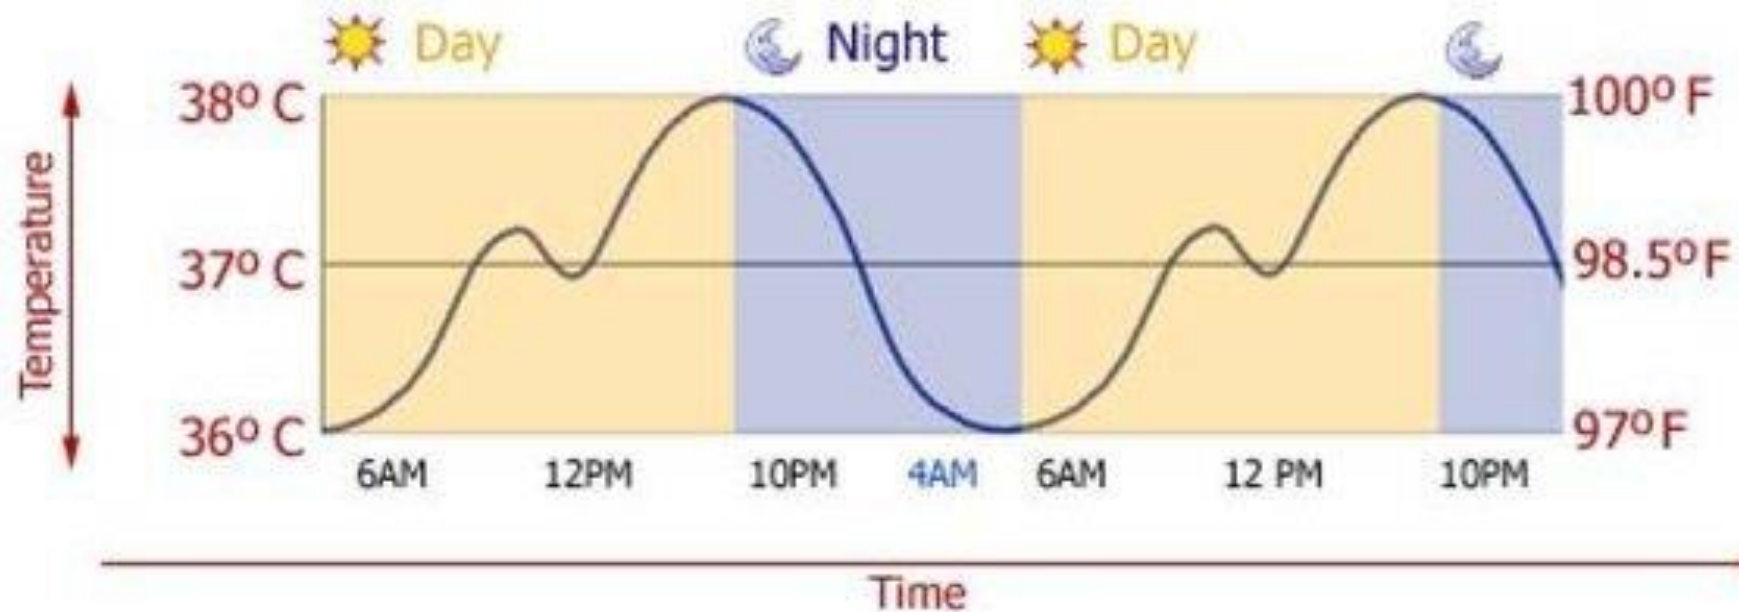 Day Night Day
38º C 100º F
Temperature
37º C 98.5ºF
36º C 97ºF
6AM 12PM 10PM 4AM 6AM 12 PM 10PM
Time